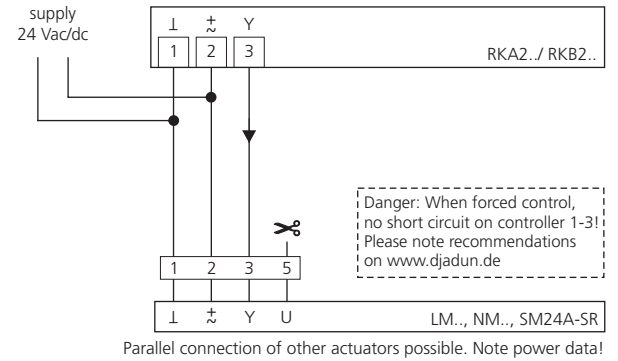 supply
24 Vac/dc
⊥ ± ~ Y
1 2 3
RKA2../ RKB2..
Danger: When forced control,
no short circuit on controller 1-3!
Please note recommendations
on www.djadun.de
1 2 3 5
⊥ ± ~ Y U
LM.., NM.., SM24A-SR
Parallel connection of other actuators possible. Note power data!